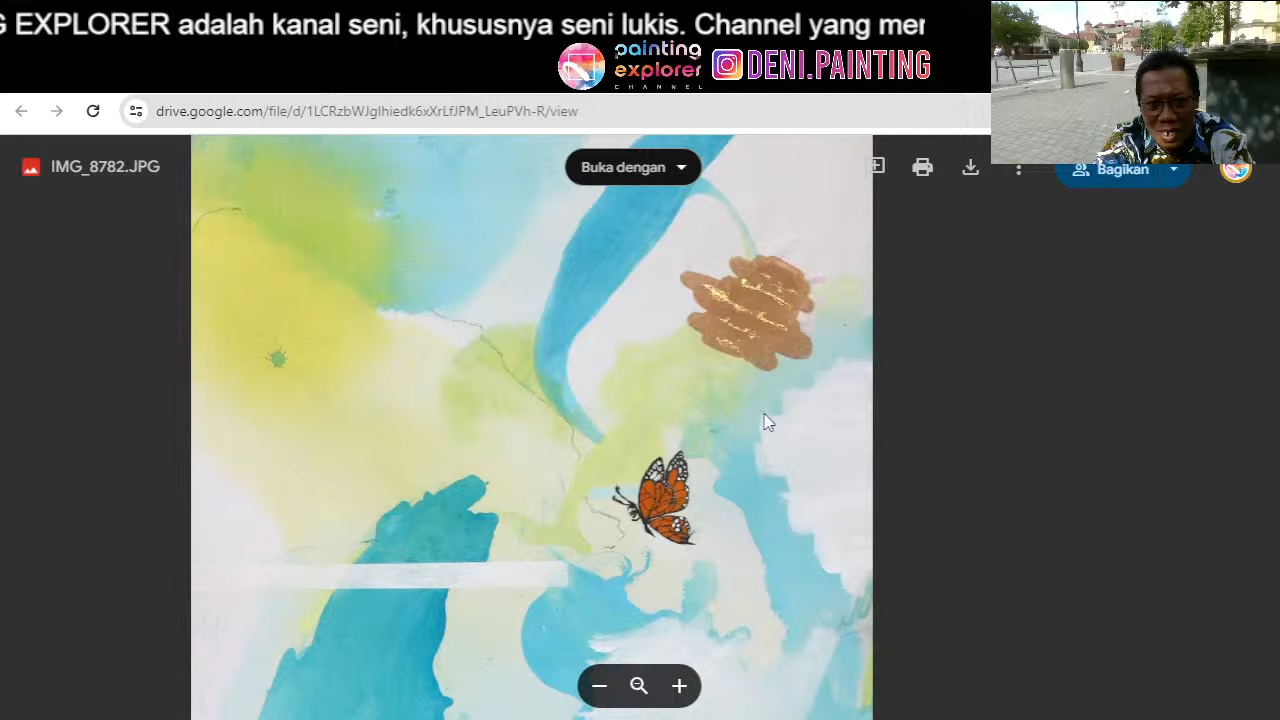 G EXPLORER adalah kanal seni, khususnya seni lukis. Channel yang mer
painting
explorer
CHANNEL
DENI.PAINTING
drive.google.com/file/d/1LCRzbWJgIhiedk6xXrLfJPM_LeuPVh-R/view
IMG_8782.JPG
Buka dengan
Bagikan